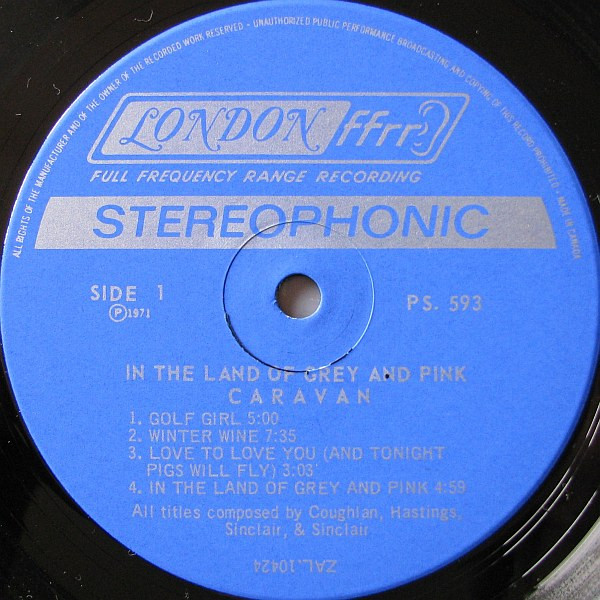 ALL RIGHTS OF THE MANUFACTURER AND OF THE OWNER OF THE RECORDED WORK RESERVED - UNAUTHORIZED PUBLIC PERFORMANCE BROADCASTING AND COPYING OF THIS RECORD PROHIBITED - MADE IN CANADA
LONDON ffrr
FULL FREQUENCY RANGE RECORDING
STEREOPHONIC
SIDE 1
℗1971
PS. 593
IN THE LAND OF GREY AND PINK
CARAVAN
1. GOLF GIRL 5:00
2. WINTER WINE 7:35
3. LOVE TO LOVE YOU (AND TONIGHT
PIGS WILL FLY) 3:03'
4. IN THE LAND OF GREY AND PINK 4:59
All titles composed by Coughlan, Hastings,
Sinclair, & Sinclair
ZAL.10424